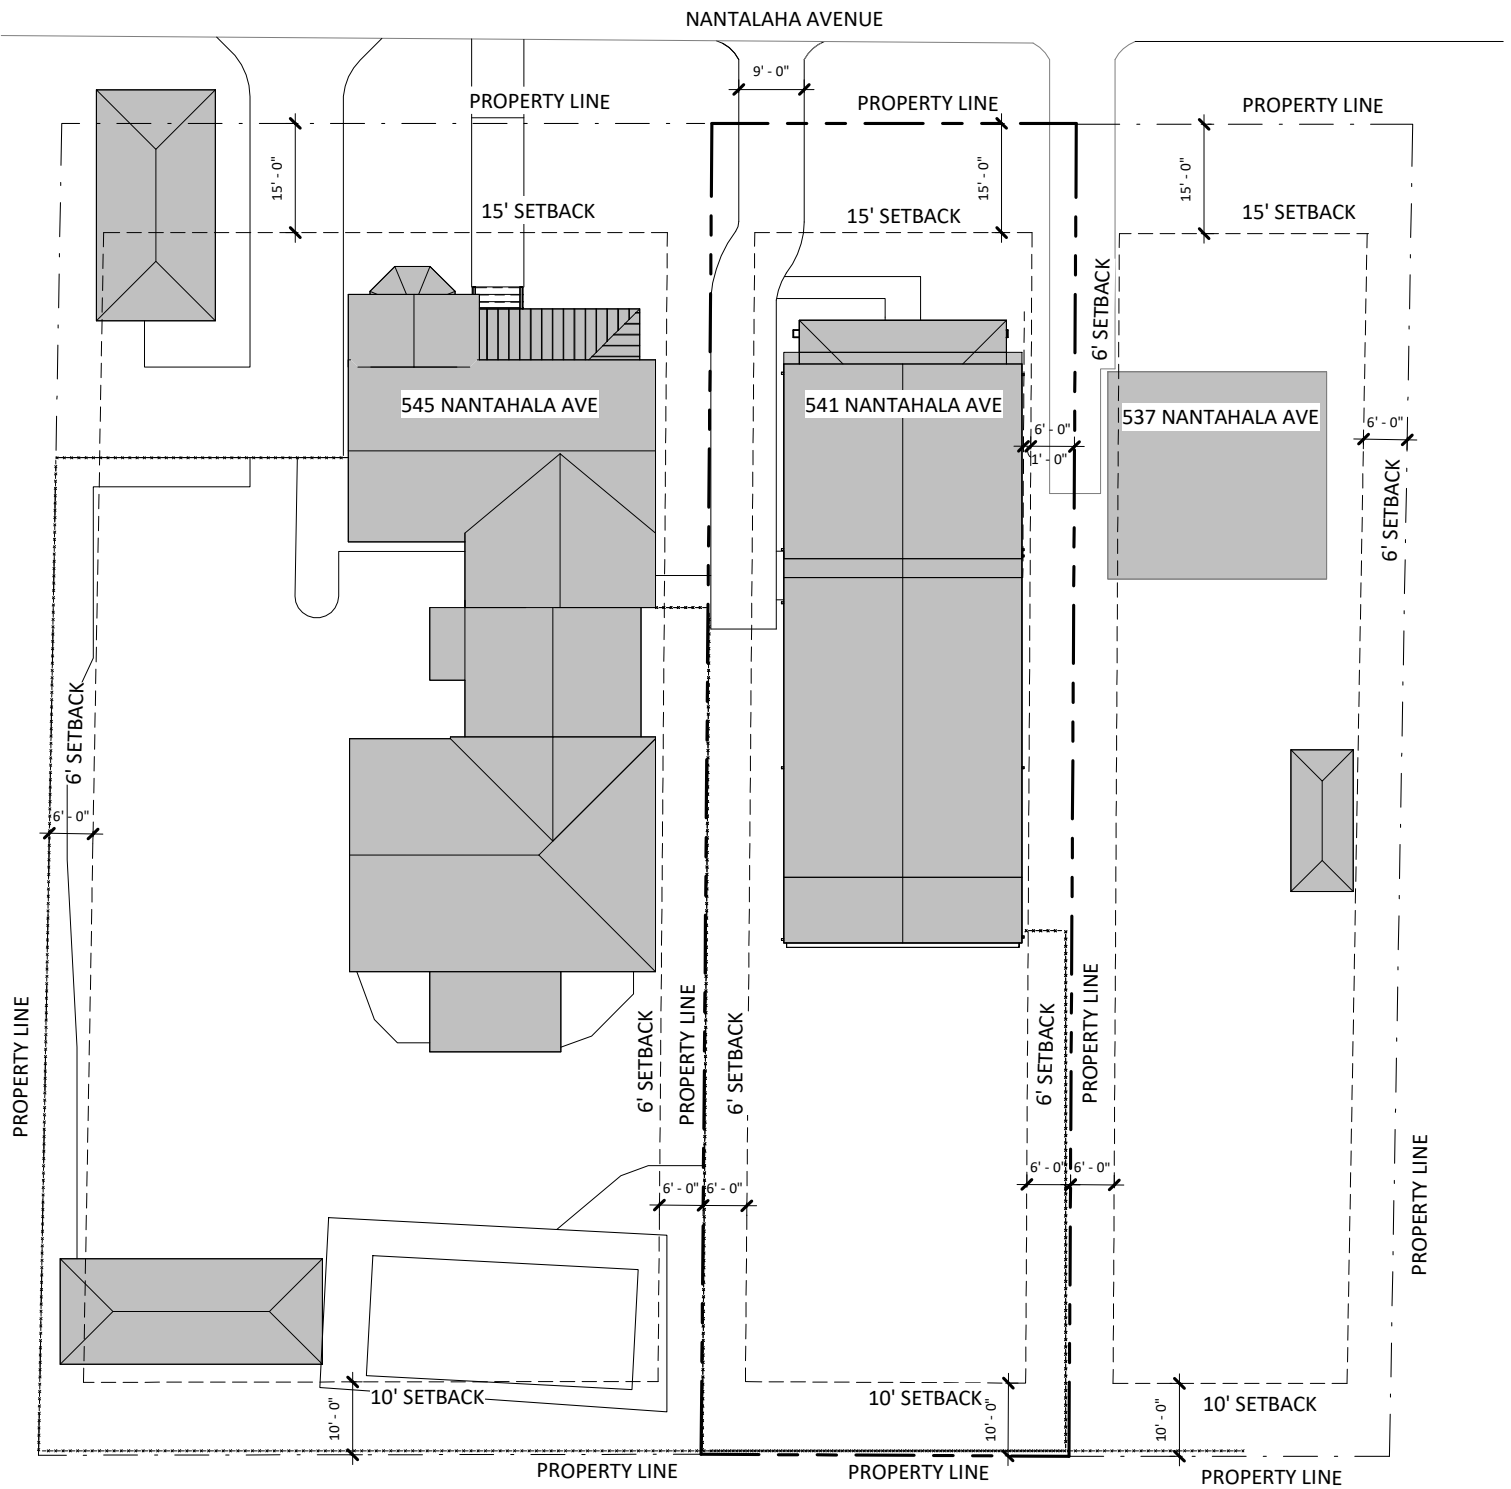 NANTALAHA AVENUE
9' - 0"
PROPERTY LINE
PROPERTY LINE
PROPERTY LINE
15' - 0"
15' - 0"
15' - 0"
15' SETBACK
15' SETBACK
15' SETBACK
6' SETBACK
545 NANTAHALA AVE
541 NANTAHALA AVE
537 NANTAHALA AVE
6' - 0"
1' - 0"
6' - 0"
6' SETBACK
6' SETBACK
6' - 0"
PROPERTY LINE
6' SETBACK
PROPERTY LINE
6' SETBACK
6' SETBACK
PROPERTY LINE
PROPERTY LINE
6' - 0"
6' - 0"
6' - 0"
6' - 0"
10' SETBACK
10' SETBACK
10' SETBACK
10' - 0"
10' - 0"
10' - 0"
PROPERTY LINE
PROPERTY LINE
PROPERTY LINE